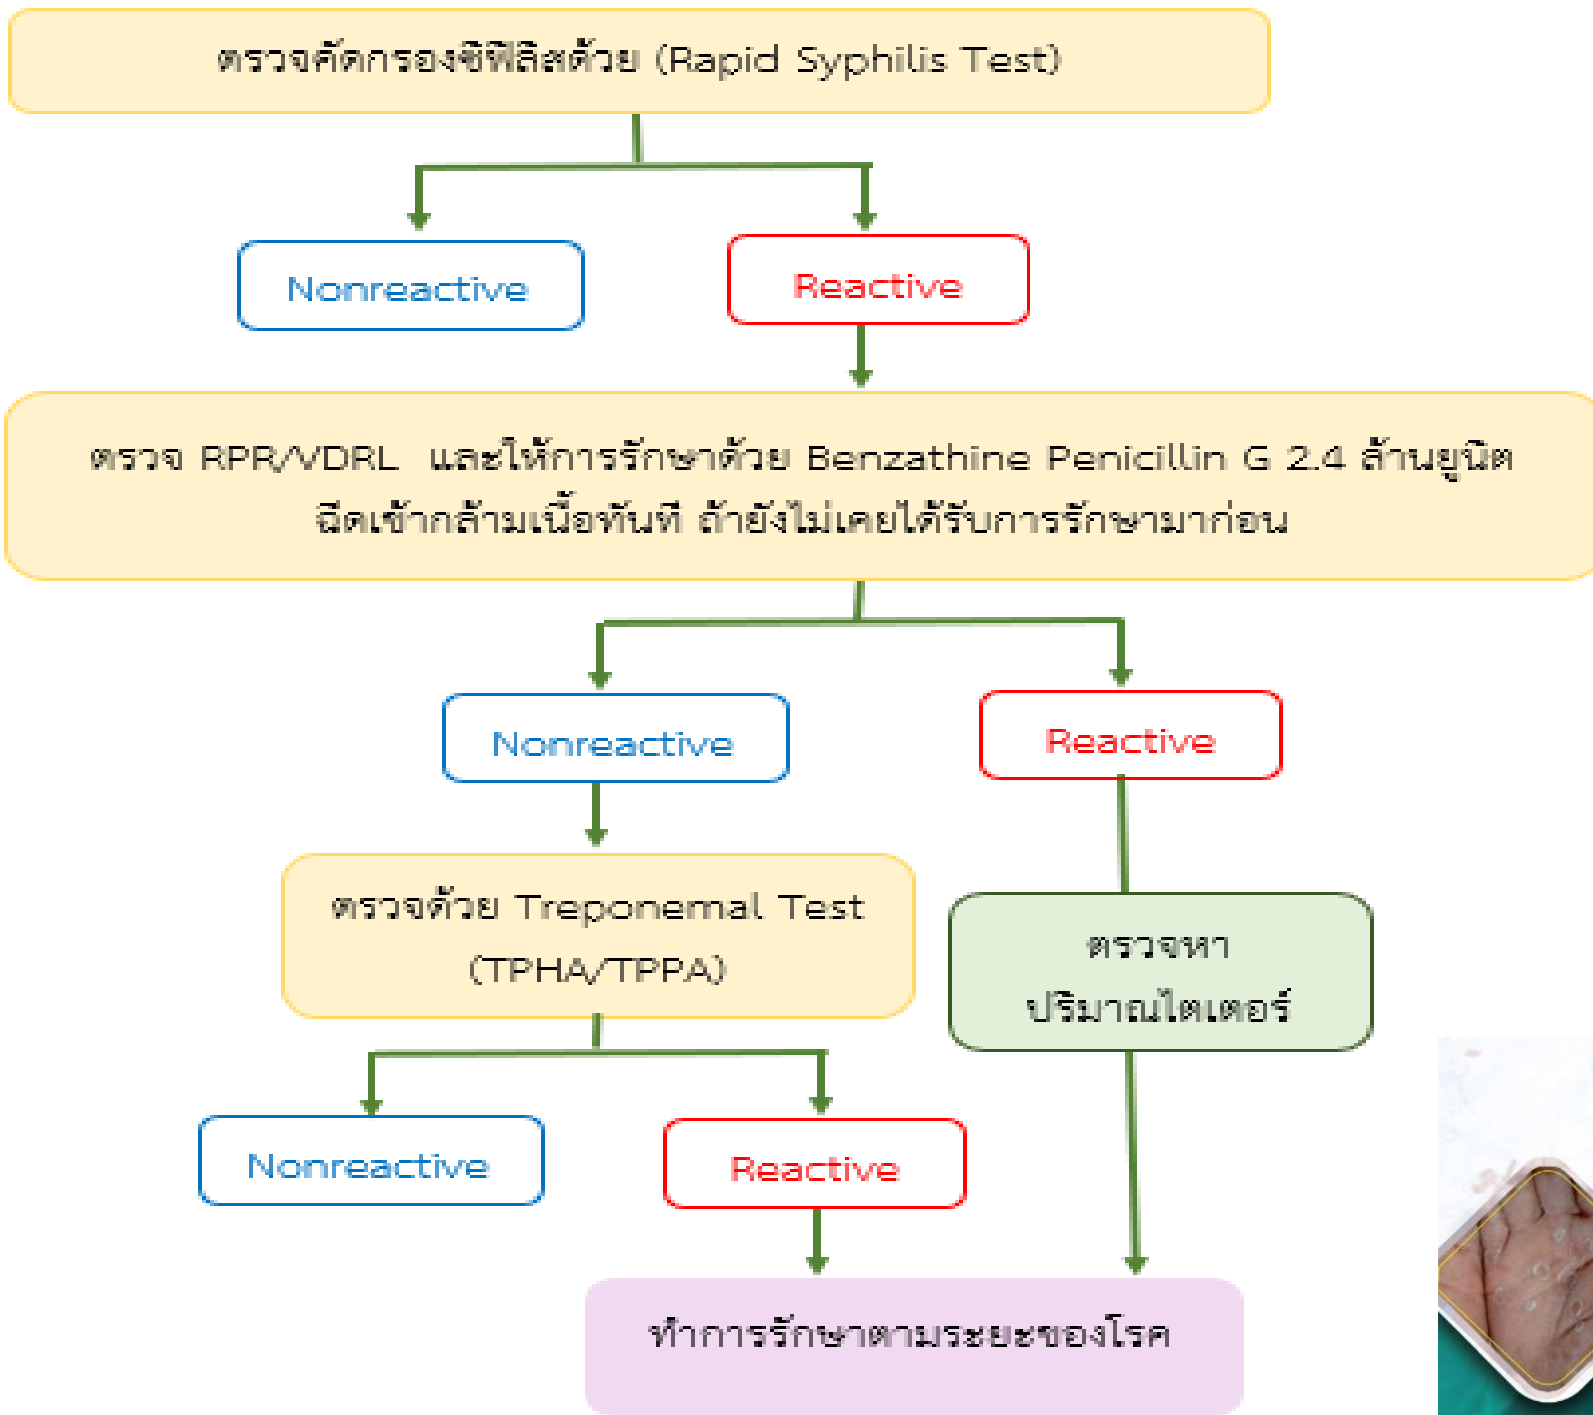 ตรวจคัดกรองซิฟิลิสด้วย (Rapid Syphilis Test)
Nonreactive
Reactive
ตรวจ RPR/VDRL และให้การรักษาด้วย Benzathine Penicillin G 2.4 ล้านยูนิต
ฉีดเข้ากล้ามเนื้อทันที ถ้ายังไม่เคยได้รับการรักษามาก่อน
Nonreactive
Reactive
ตรวจด้วย Treponemal Test
(TPHA/TPPA)
ตรวจหา
ปริมาณไตเตอร์
Nonreactive
Reactive
ทำการรักษาตามระยะของโรค